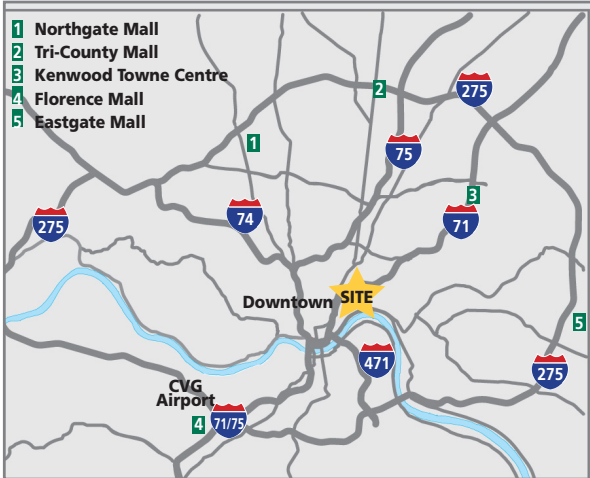 1 Northgate Mall
2 Tri-County Mall
3 Kenwood Towne Centre
4 Florence Mall
5 Eastgate Mall
2
275
75
1
3
74
71
275
Downtown
SITE
5
471
275
CVG
Airport
4
71/75